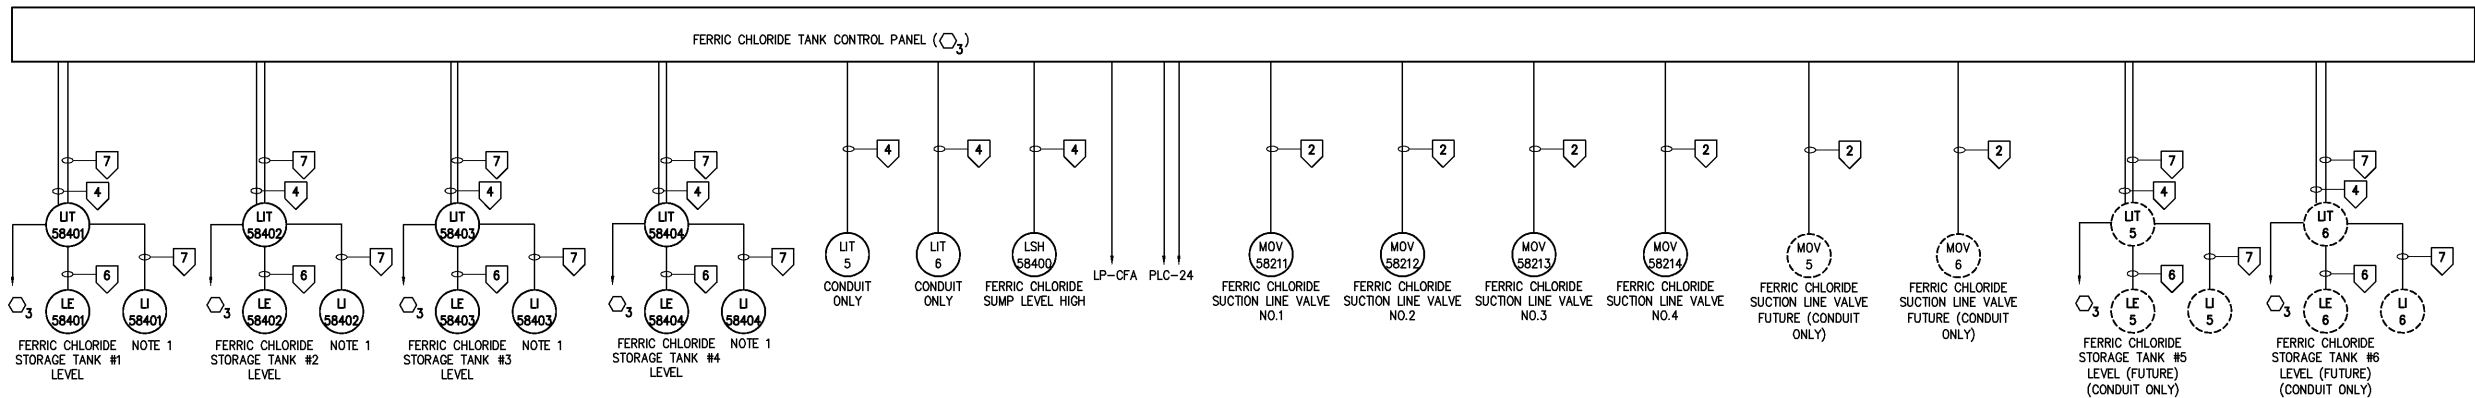 FERRIC CHLORIDE TANK CONTROL PANEL (3)
7
4
LIT
58401
7
6
3
LE
58401
LI
58401
FERRIC CHLORIDE
STORAGE TANK #1
LEVEL
NOTE 1
7
4
LIT
58402
7
6
3
LE
58402
LI
58402
FERRIC CHLORIDE
STORAGE TANK #2
LEVEL
NOTE 1
7
4
LIT
58403
7
6
3
LE
58403
LI
58403
FERRIC CHLORIDE
STORAGE TANK #3
LEVEL
NOTE 1
7
4
LIT
58404
7
6
3
LE
58404
LI
58404
FERRIC CHLORIDE
STORAGE TANK #4
LEVEL
NOTE 1
4
LIT
5
CONDUIT
ONLY
4
LIT
6
CONDUIT
ONLY
4
LSH
58400
FERRIC CHLORIDE
SUMP LEVEL HIGH
LP-CFA
PLC-24
2
MOV
58211
FERRIC CHLORIDE
SUCTION LINE VALVE
NO.1
2
MOV
58212
FERRIC CHLORIDE
SUCTION LINE VALVE
NO.2
2
MOV
58213
FERRIC CHLORIDE
SUCTION LINE VALVE
NO.3
2
MOV
58214
FERRIC CHLORIDE
SUCTION LINE VALVE
NO.4
2
MOV
5
FERRIC CHLORIDE
SUCTION LINE VALVE
FUTURE (CONDUIT
ONLY)
2
MOV
6
FERRIC CHLORIDE
SUCTION LINE VALVE
FUTURE (CONDUIT
ONLY)
7
4
LIT
5
7
6
3
LE
5
LI
5
FERRIC CHLORIDE
STORAGE TANK #5
LEVEL (FUTURE)
(CONDUIT ONLY)
7
4
LIT
6
7
6
3
LE
6
LI
6
FERRIC CHLORIDE
STORAGE TANK #6
LEVEL (FUTURE)
(CONDUIT ONLY)